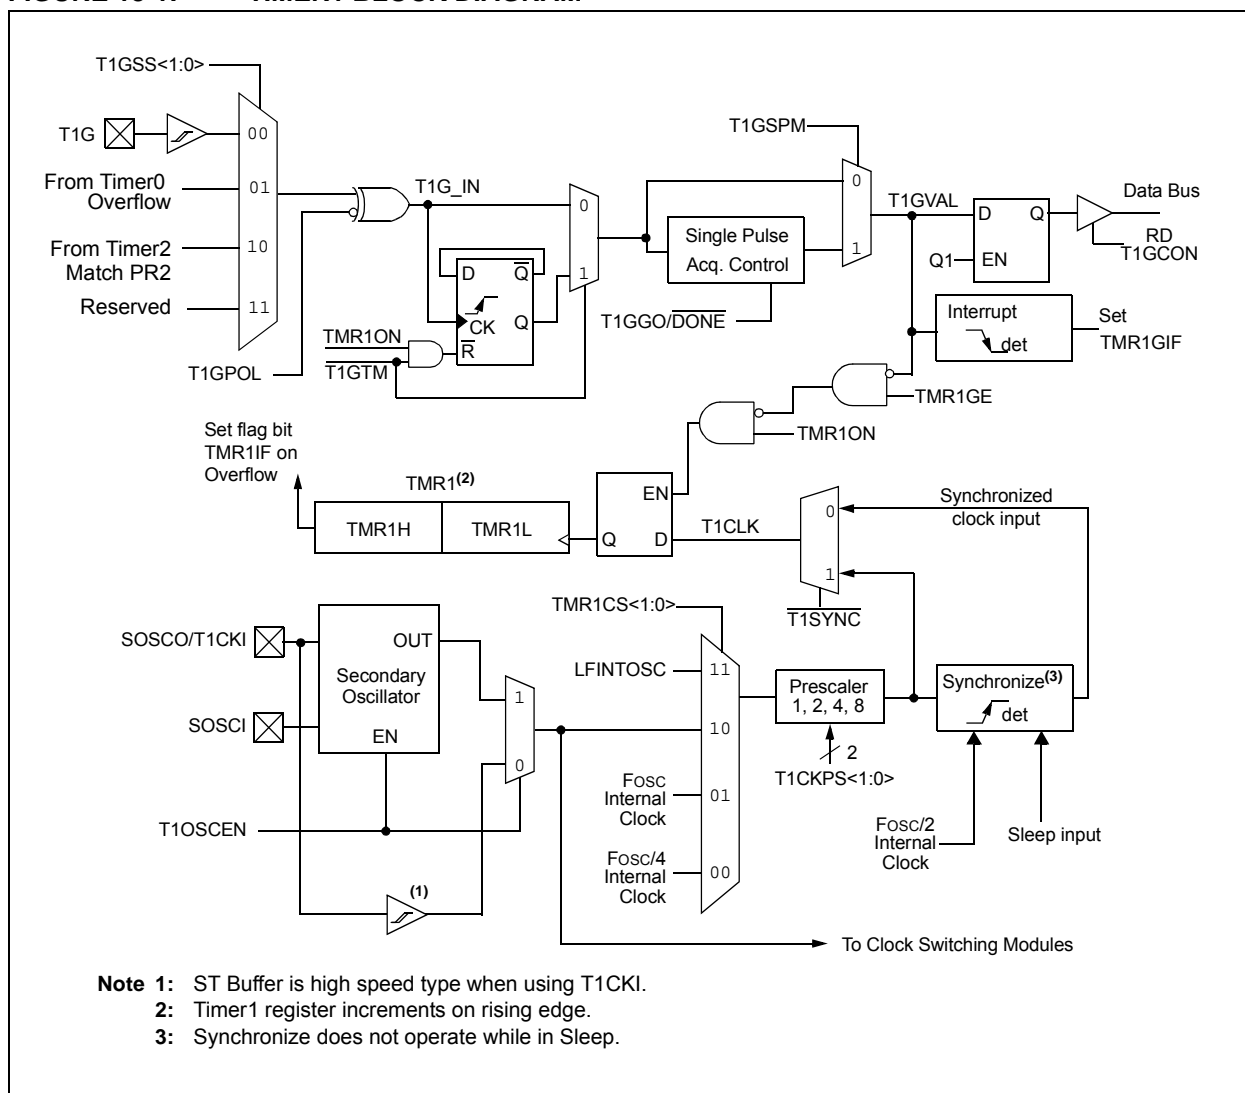 T1GSS<1:0>
T1G
00
From Timer0
Overflow
01
From Timer2
Match PR2
10
Reserved
11
T1GPOL
T1G_IN
D
Q
CK
Q
R
TMR1ON
T1GTM
0
1
T1GSPM
Single Pulse
Acq. Control
T1GGO/DONE
0
1
T1GVAL
D
Q
Q1
EN
Data Bus
RD
T1GCON
Interrupt
det
Set
TMR1GIF
TMR1GE
TMR1ON
Set flag bit
TMR1IF on
Overflow
TMR1(2)
TMR1H
TMR1L
EN
Q
D
T1CLK
0
1
T1SYNC
Synchronized
clock input
SOSCO/T1CKI
SOSCI
OUT
Secondary
Oscillator
EN
T1OSCEN
(1)
1
0
TMR1CS<1:0>
LFINTOSC
11
10
FOSC
Internal
Clock
01
FOSC/4
Internal
Clock
00
Prescaler
1, 2, 4, 8
2
T1CKPS<1:0>
Synchronize(3)
det
FOSC/2
Internal
Clock
Sleep input
To Clock Switching Modules
Note 1: ST Buffer is high speed type when using T1CKI.
2: Timer1 register increments on rising edge.
3: Synchronize does not operate while in Sleep.